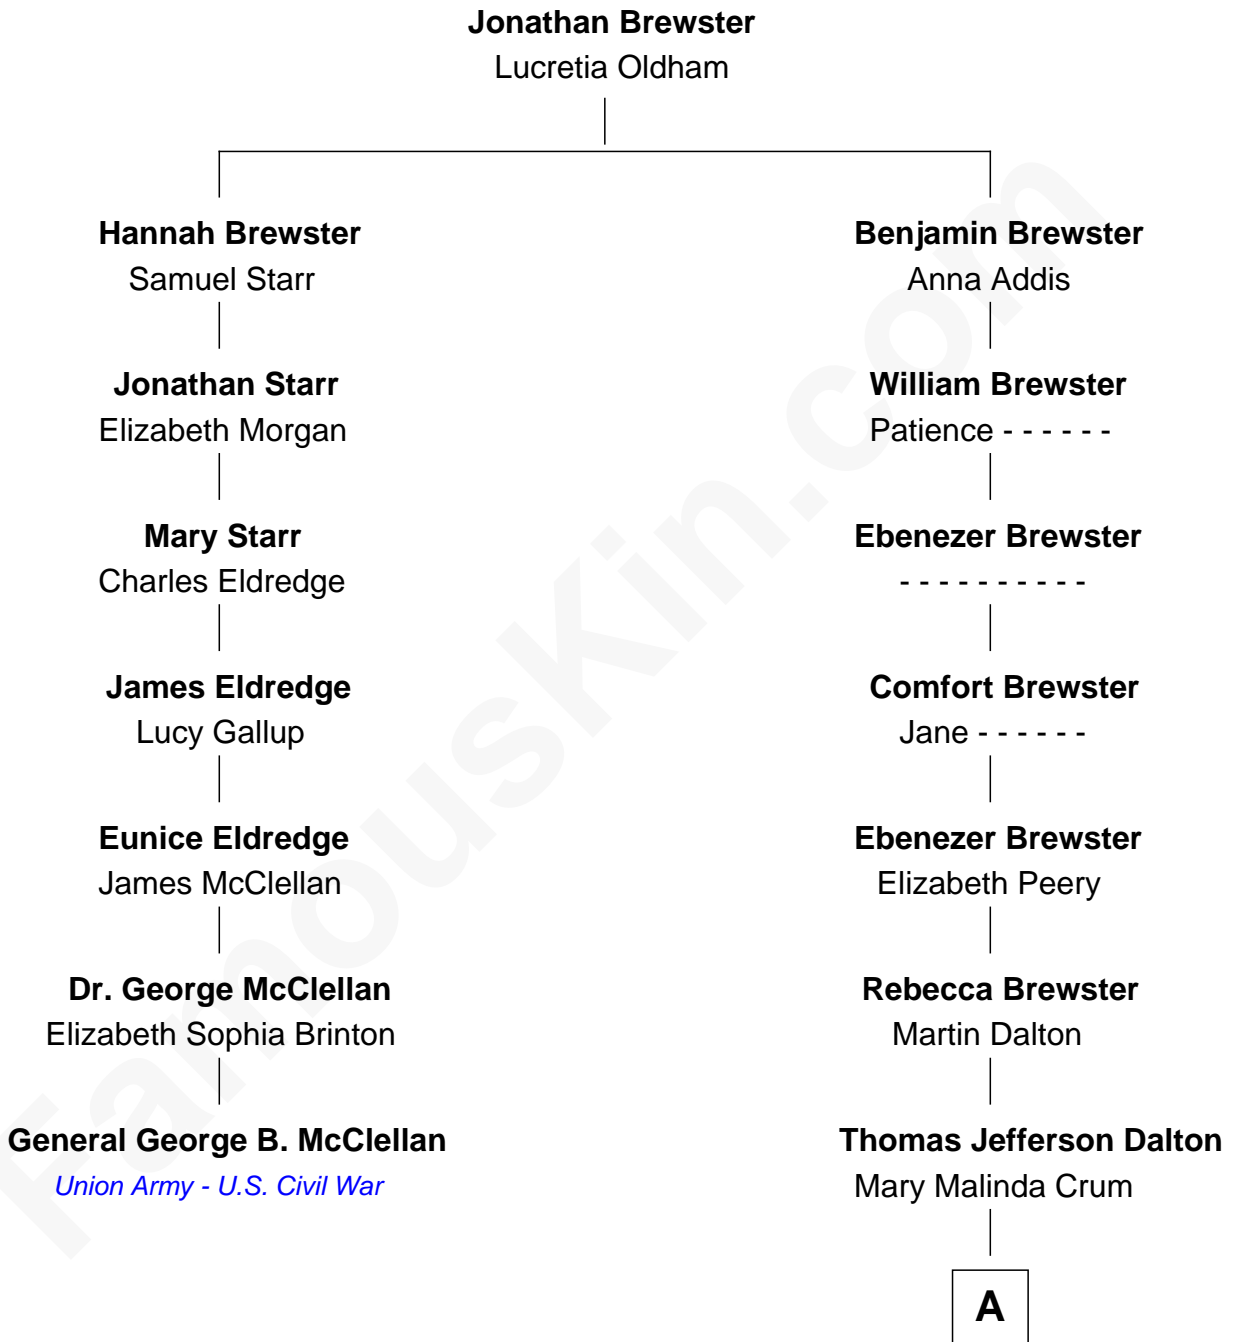 Jonathan Brewster
Lucretia Oldham
Hannah Brewster
Samuel Starr
Benjamin Brewster
Anna Addis
Jonathan Starr
Elizabeth Morgan
William Brewster
Patience - - - - - -
Mary Starr
Charles Eldredge
Ebenezer Brewster
- - - - - - - - - -
James Eldredge
Lucy Gallup
Comfort Brewster
Jane - - - - - -
Eunice Eldredge
James McClellan
Ebenezer Brewster
Elizabeth Peery
Dr. George McClellan
Elizabeth Sophia Brinton
Rebecca Brewster
Martin Dalton
General George B. McClellan
Union Army - U.S. Civil War
Thomas Jefferson Dalton
Mary Malinda Crum
A
FamousKin.com